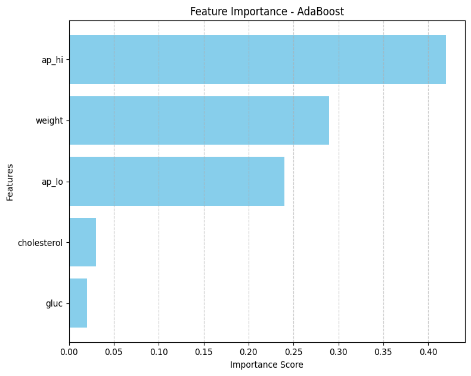 Feature Importance - AdaBoost
Features
ap_hi
weight
ap_lo
cholesterol
gluc
0.00 0.05 0.10 0.15 0.20 0.25 0.30 0.35 0.40
Importance Score